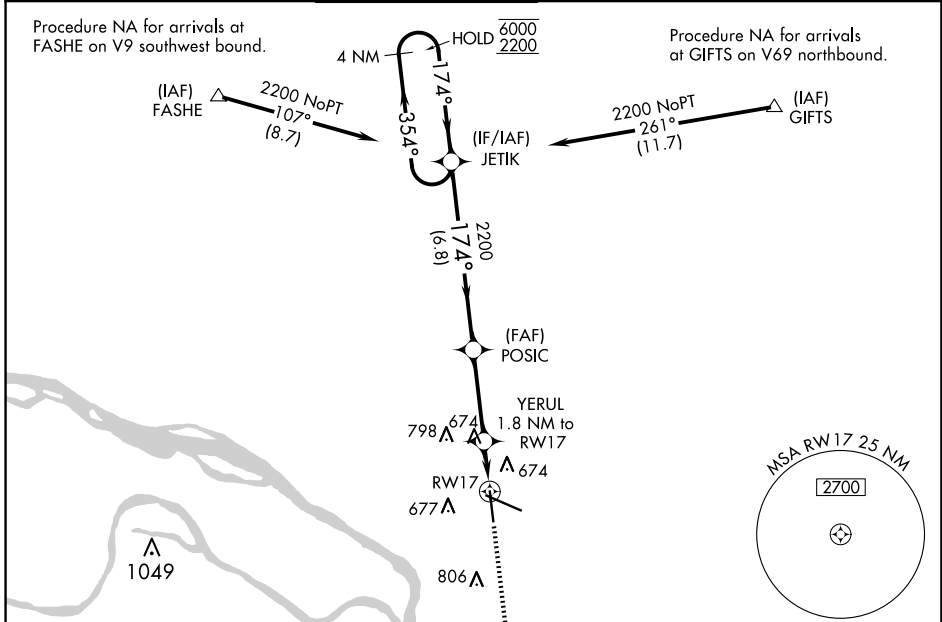 Procedure NA for arrivals at
FASHE on V9 southwest bound.
HOLD 6000
2200
4 NM
174°
354°
Procedure NA for arrivals
at GIFTS on V69 northbound.
(IAF)
FASHE
2200 NoPT
107°
(8.7)
(IF/IAF)
JETIK
2200 NoPT
261°
(11.7)
(IAF)
GIFTS
2200
174°
(6.8)
(FAF)
POSIC
YERUL
1.8 NM to
RW17
798
674
674
RW17
677
1049
806
MSA RW17 25 NM
2700